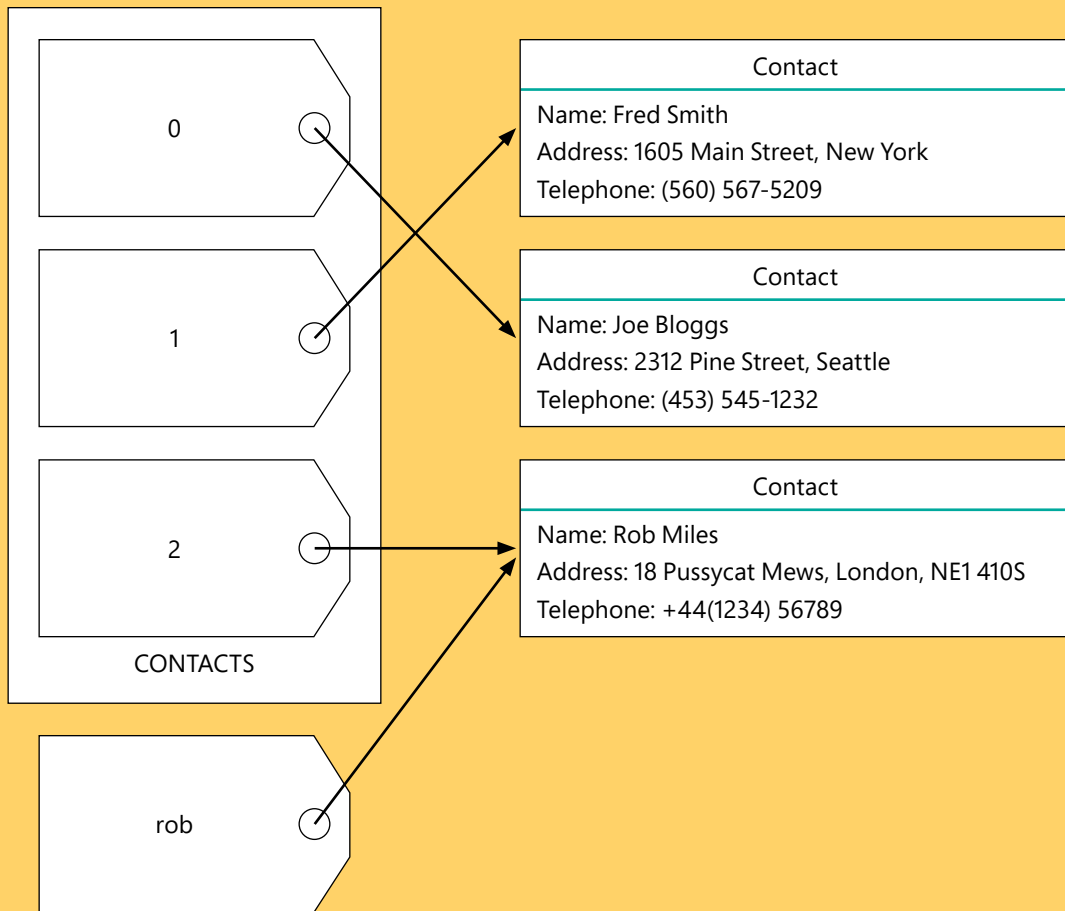 0
1
2
CONTACTS
rob
Contact
Name: Fred Smith
Address: 1605 Main Street, New York
Telephone: (560) 567-5209
Contact
Name: Joe Bloggs
Address: 2312 Pine Street, Seattle
Telephone: (453) 545-1232
Contact
Name: Rob Miles
Address: 18 Pussycat Mews, London, NE1 410S
Telephone: +44(1234) 56789